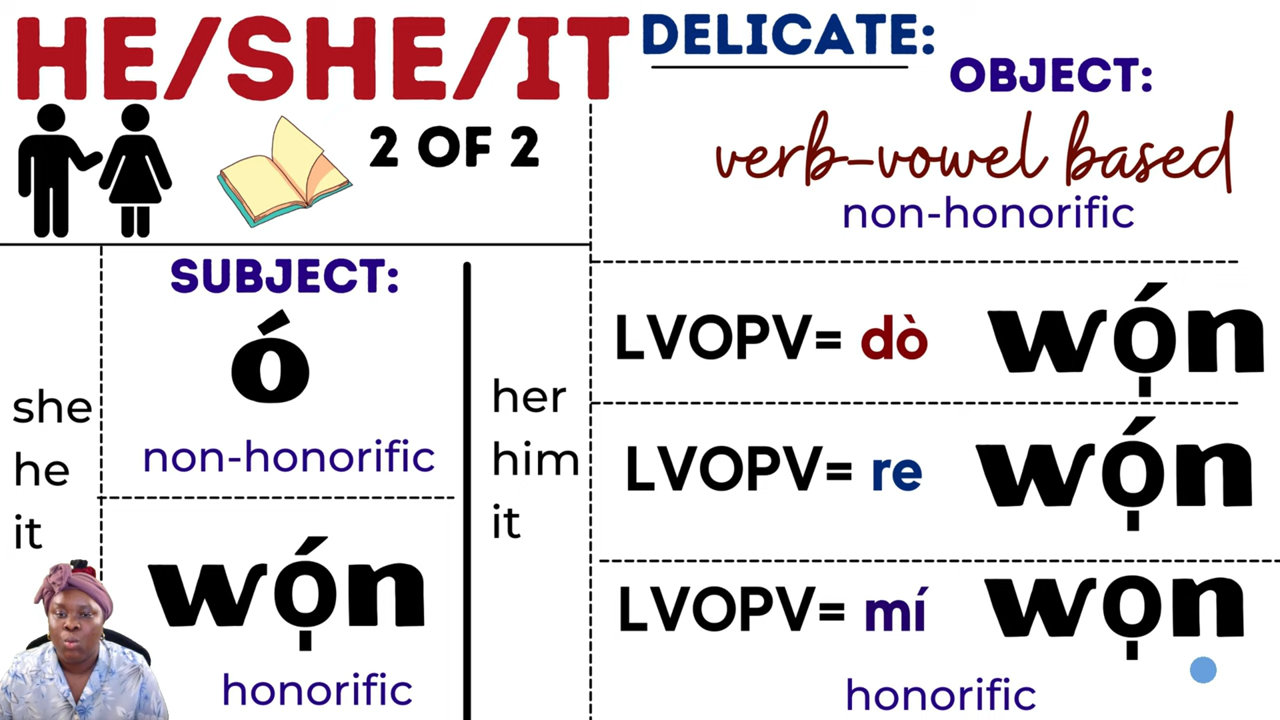 HE/SHE/IT
2 OF 2
DELICATE:
OBJECT:
verb-vowel based
non-honorific
SUBJECT:
ó
non-honorific
she
he
it
wọ́n
honorific
her
him
it
LVOPV= dò wọ́n
LVOPV= re wọ́n
LVOPV= mí wọn
honorific